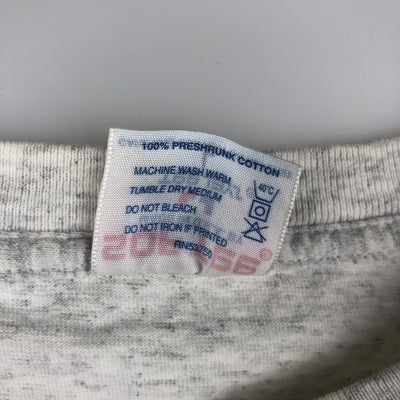 100% PRESHRUNK COTTON
MACHINE WASH WARM
TUMBLE DRY MEDIUM
DO NOT BLEACH
DO NOT IRON IF PRINTED
40°C